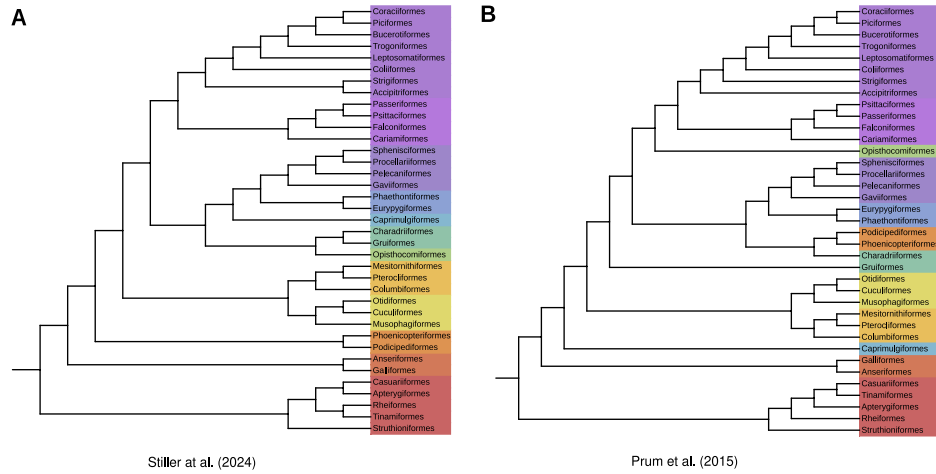 A
Coraciiformes
Piciformes
Bucerotiformes
Trogoniformes
Leptosomatiformes
Coliiformes
Strigiformes
Accipitriformes
Passeriformes
Psittaciformes
Falconiformes
Cariamiformes
Sphenisciformes
Procellariiformes
Pelecaniformes
Gaviiformes
Phaethontiformes
Eurypygiformes
Caprimulgiformes
Charadriiformes
Gruiformes
Opisthocomiformes
Mesitornithiformes
Pterocliformes
Columbiformes
Otidiformes
Cuculiformes
Musophagiformes
Phoenicopteriformes
Podicipediformes
Anseriformes
Galliformes
Casuariiformes
Apterygiformes
Rheiformes
Tinamiformes
Struthioniformes
Stiller at al. (2024)
B
Coraciiformes
Piciformes
Bucerotiformes
Trogoniformes
Leptosomatiformes
Coliiformes
Strigiformes
Accipitriformes
Psittaciformes
Passeriformes
Falconiformes
Cariamiformes
Opisthocomiformes
Sphenisciformes
Procellariiformes
Pelecaniformes
Gaviiformes
Eurypygiformes
Phaethontiformes
Podicipediformes
Phoenicopteriformes
Charadriiformes
Gruiformes
Otidiformes
Cuculiformes
Musophagiformes
Mesitornithiformes
Pterocliformes
Columbiformes
Caprimulgiformes
Galliformes
Anseriformes
Casuariiformes
Tinamiformes
Apterygiformes
Rheiformes
Struthioniformes
Prum et al. (2015)